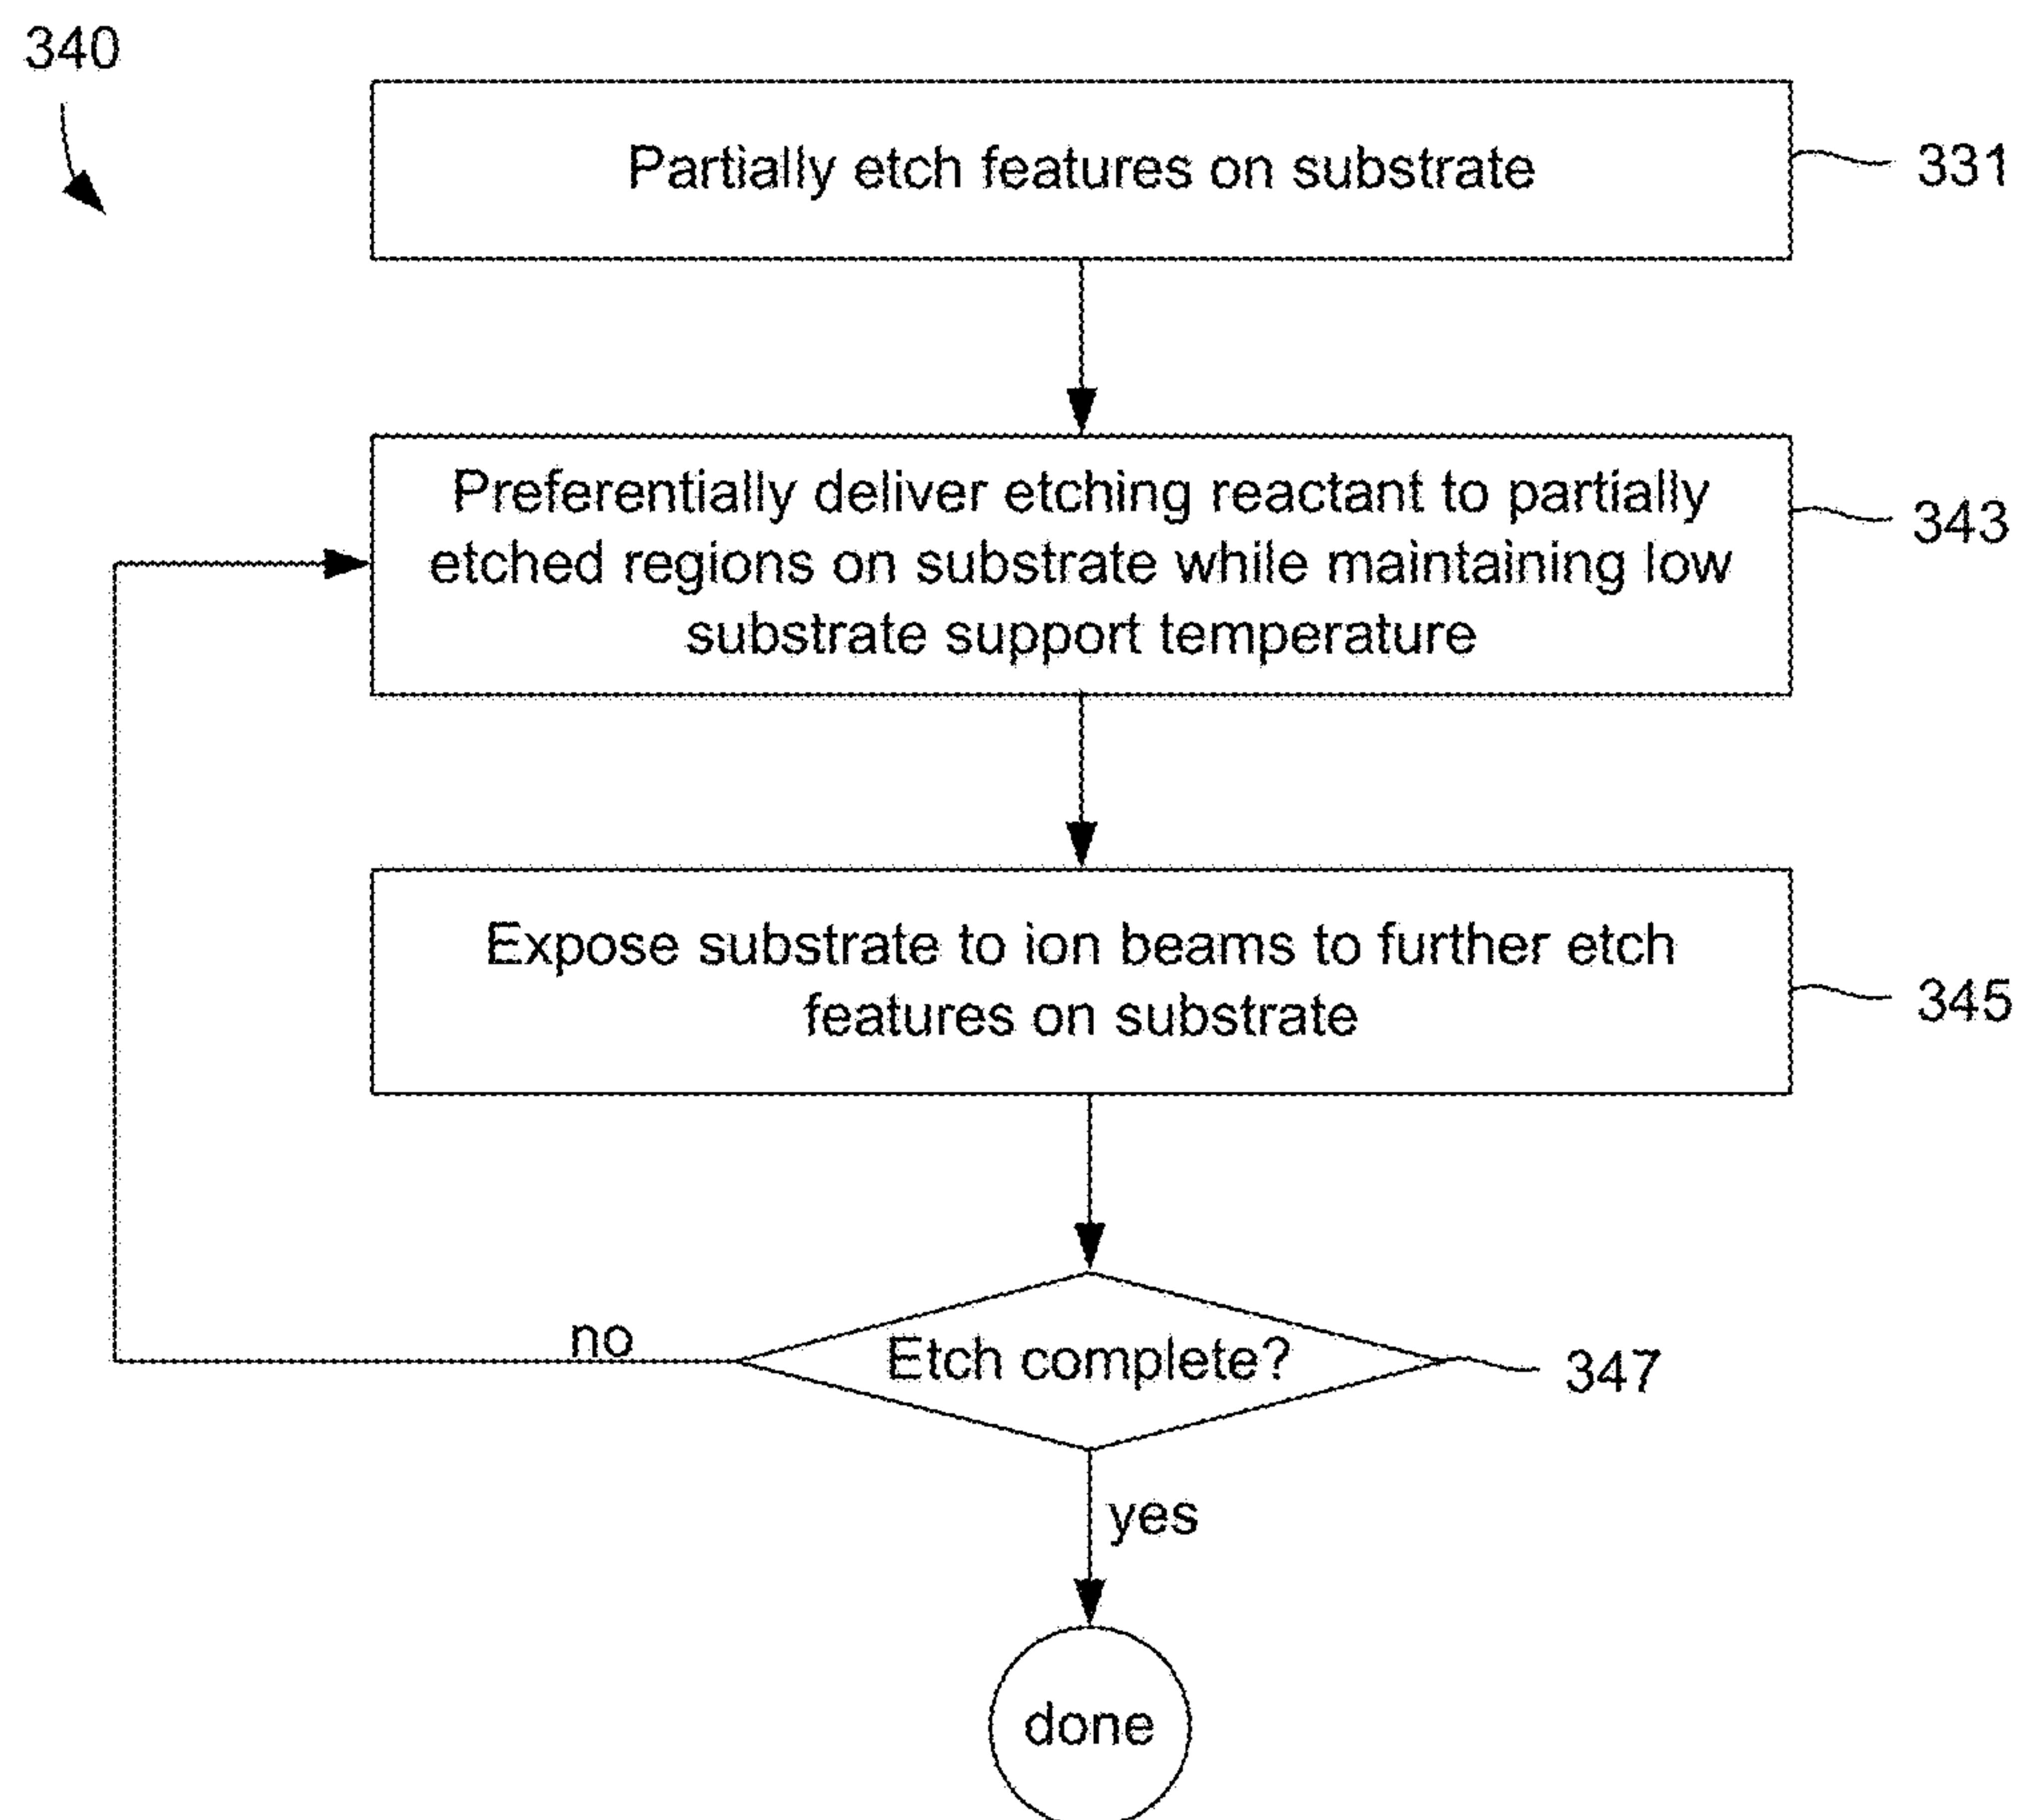 340
Partially etch features on substrate
331
Preferentially deliver etching reactant to partially
etched regions on substrate while maintaining low
substrate support temperature
343
Expose substrate to ion beams to further etch
features on substrate
345
no
Etch complete?
347
yes
done